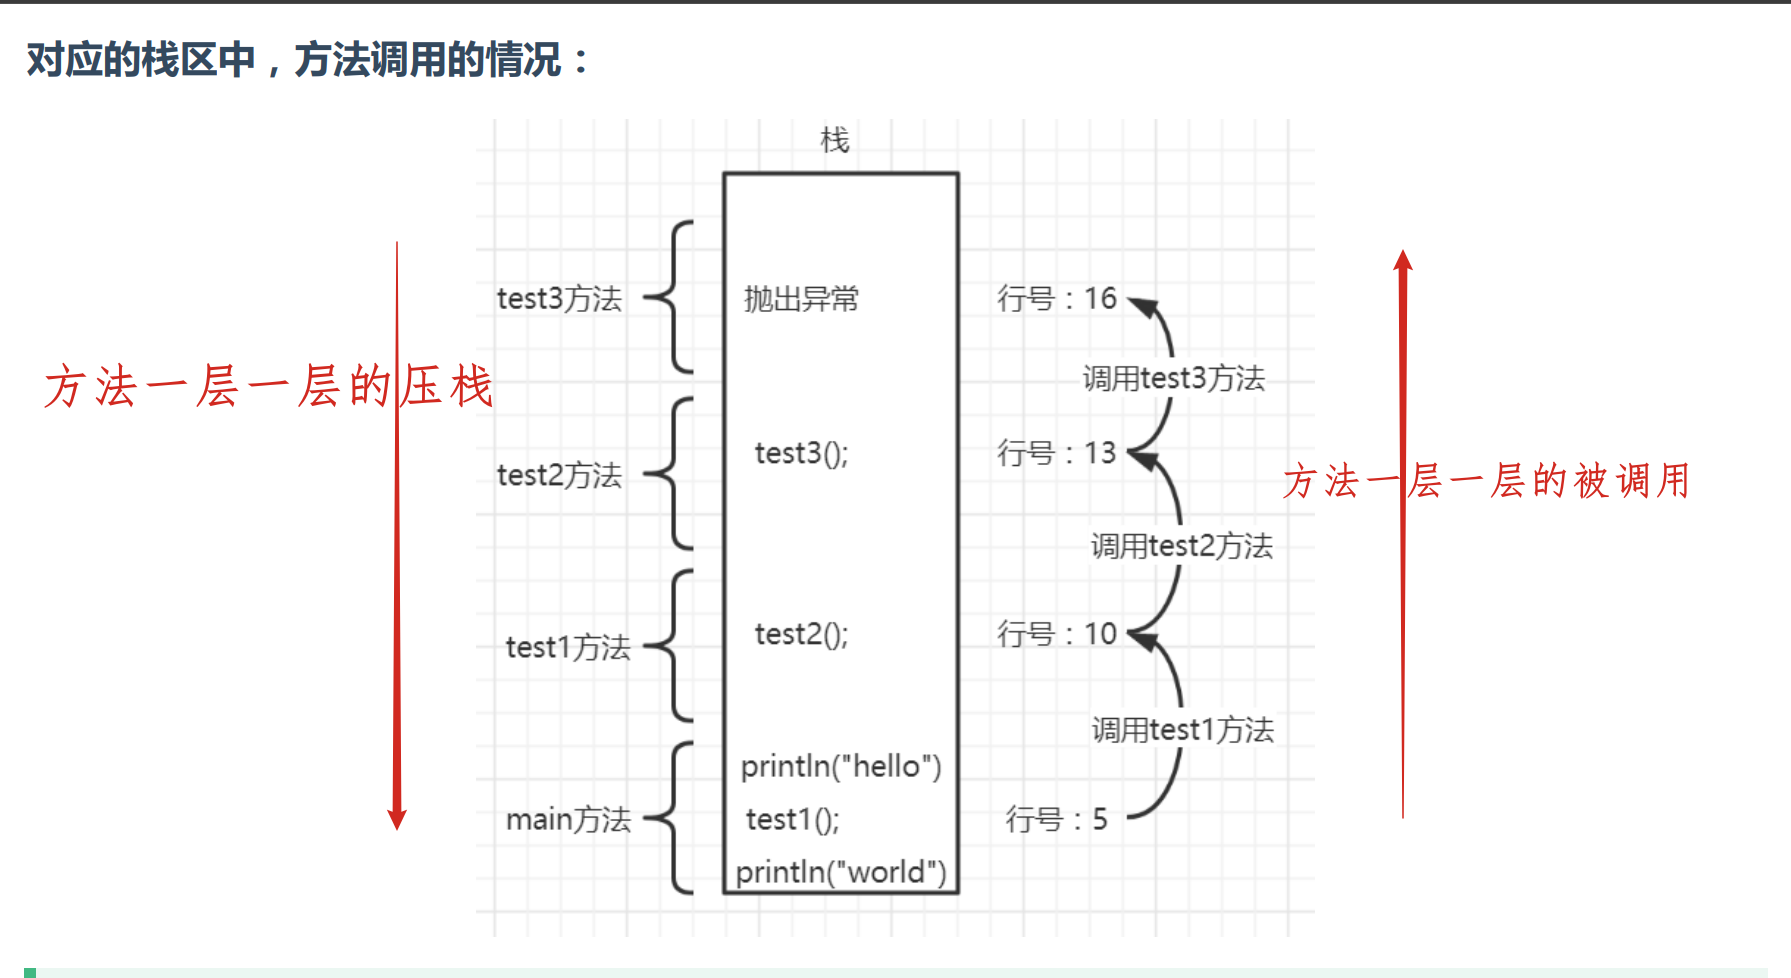 对应的栈区中，方法调用的情况：
栈
test3方法
抛出异常
行号：16
调用test3方法
方法一层一层的压栈
test2方法
test3();
行号：13
方法一层一层的被调用
调用test2方法
test1方法
test2();
行号：10
调用test1方法
println("hello")
main方法
test1();
行号：5
println("world")